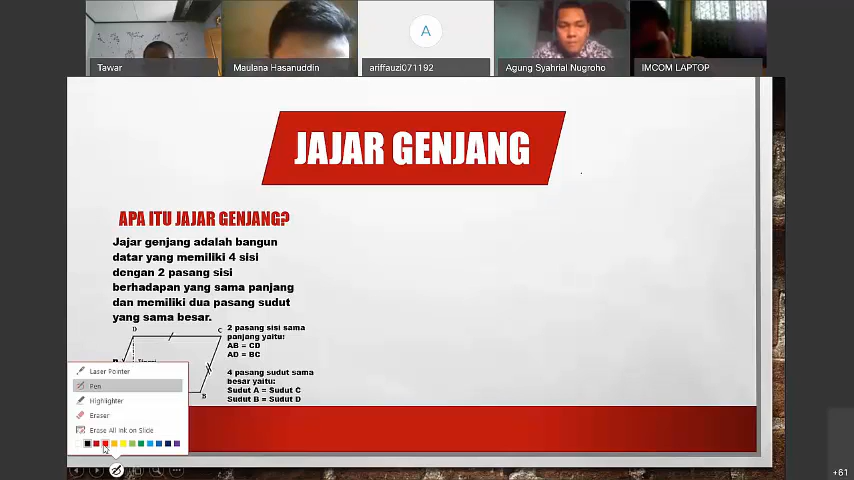 A
Tawar
Maulana Hasanuddin
ariffauzi071192
Agung Syahrial Nugroho
IMCOM LAPTOP
JAJAR GENJANG
APA ITU JAJAR GENJANG?
Jajar genjang adalah bangun
datar yang memiliki 4 sisi
dengan 2 pasang sisi
berhadapan yang sama panjang
dan memiliki dua pasang sudut
yang sama besar.
D
C
B
2 pasang sisi sama
panjang yaitu:
AB = CD
AD = BC
4 pasang sudut sama
besar yaitu:
Sudut A = Sudut C
Sudut B = Sudut D
Laser Pointer
Pen
Highlighter
Eraser
Erase All Ink on Slide
+61